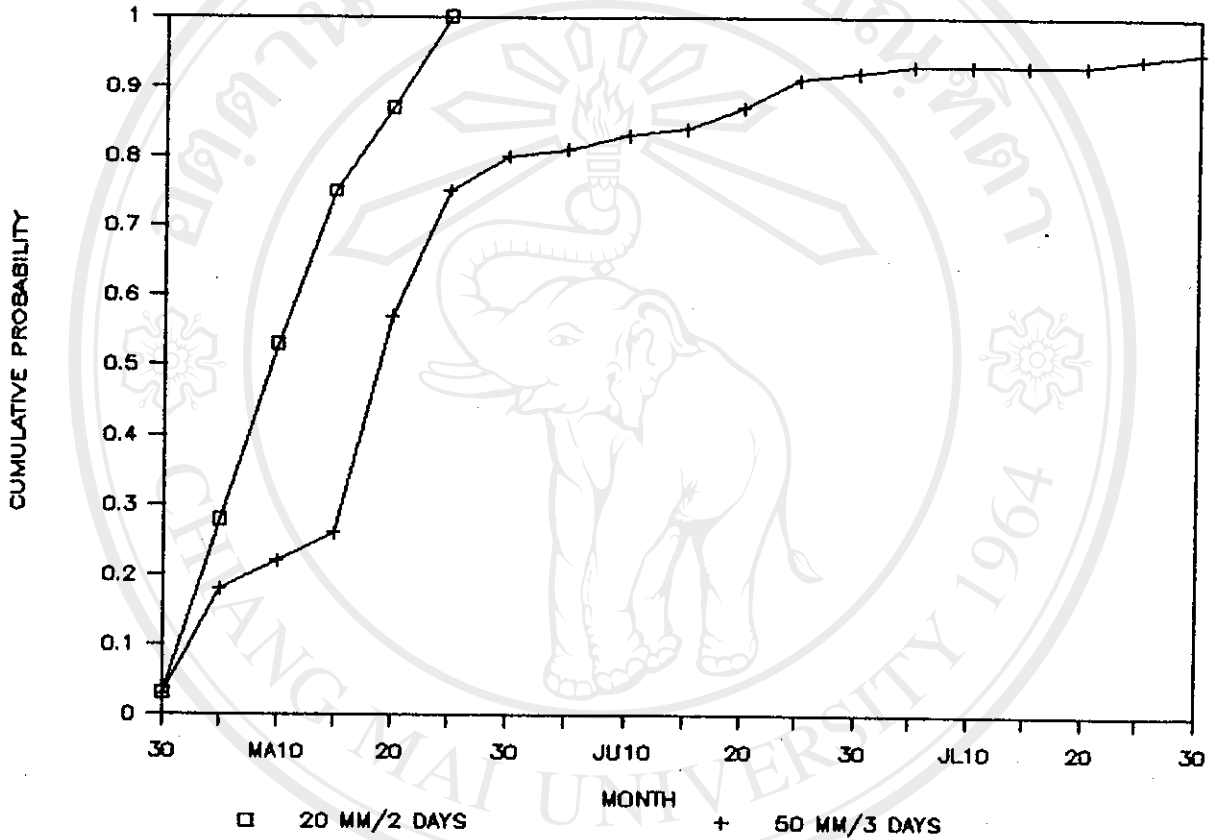 1
0.9
0.8
0.7
0.6
0.5
0.4
0.3
0.2
0.1
0
CUMULATIVE PROBABILITY
30 MA10 20 30 JU10 20 30 JL10 20 30
MONTH
20 MM/2 DAYS
60 MM/3 DAYS
CHIANG MAI UNIVERSITY 1964